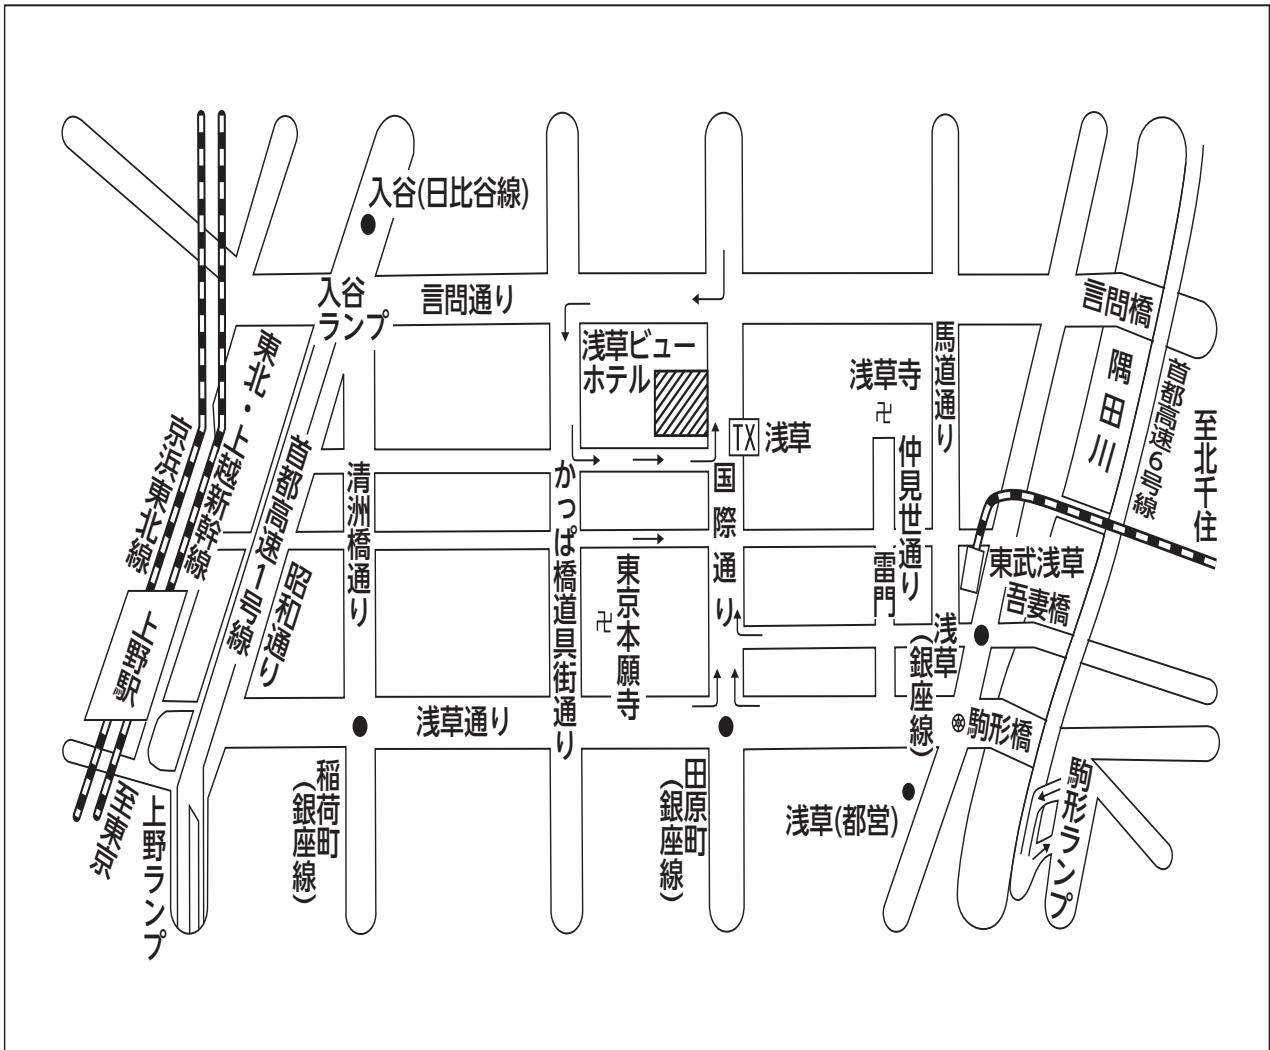 入谷(日比谷線)
入谷
ランプ
言問通り
言問橋
浅草ビュー
ホテル
浅草寺
卍
馬道通り
隅田川
首都高速6号線
至北千住
東北・上越新幹線
京浜東北線
首都高速1号線
昭和通り
清洲橋通り
かっぱ橋道具街通り
TX
浅草
国際通り
仲見世通り
雷門
東武浅草
吾妻橋
上野駅
東京本願寺
卍
浅草
(銀座線)
駒形橋
浅草通り
稲荷町
(銀座線)
田原町
(銀座線)
浅草(都営)
駒形ランプ
至東京
上野ランプ